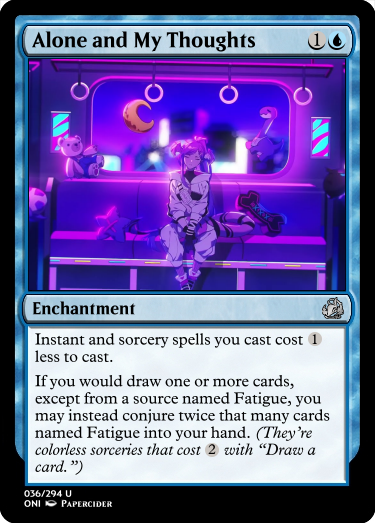 Alone and My Thoughts 1
Enchantment
Instant and sorcery spells you cast cost 1
less to cast.
If you would draw one or more cards,
except from a source named Fatigue, you
may instead conjure twice that many cards
named Fatigue into your hand. (They're
colorless sorceries that cost 2 with “Draw a
card.”)
036/294 U
ONI Papercider